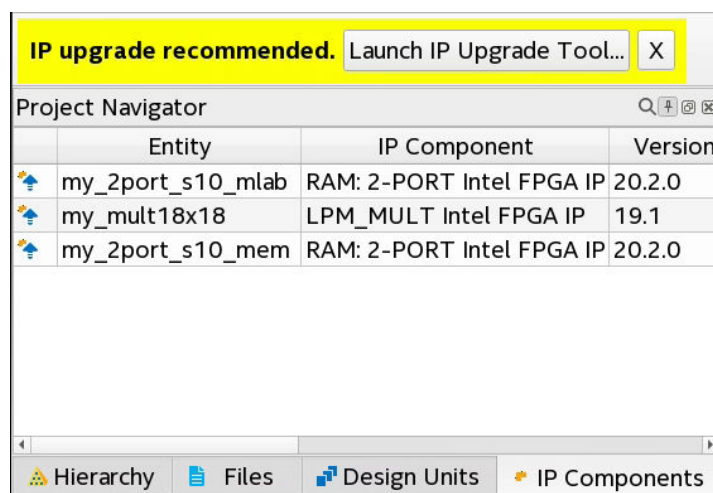 IP upgrade recommended. Launch IP Upgrade Tool... X
Project Navigator
Entity IP Component Version
my_2port_s10_mlab RAM: 2-PORT Intel FPGA IP 20.2.0
my_mult18x18 LPM_MULT Intel FPGA IP 19.1
my_2port_s10_mem RAM: 2-PORT Intel FPGA IP 20.2.0
Hierarchy Files Design Units IP Components